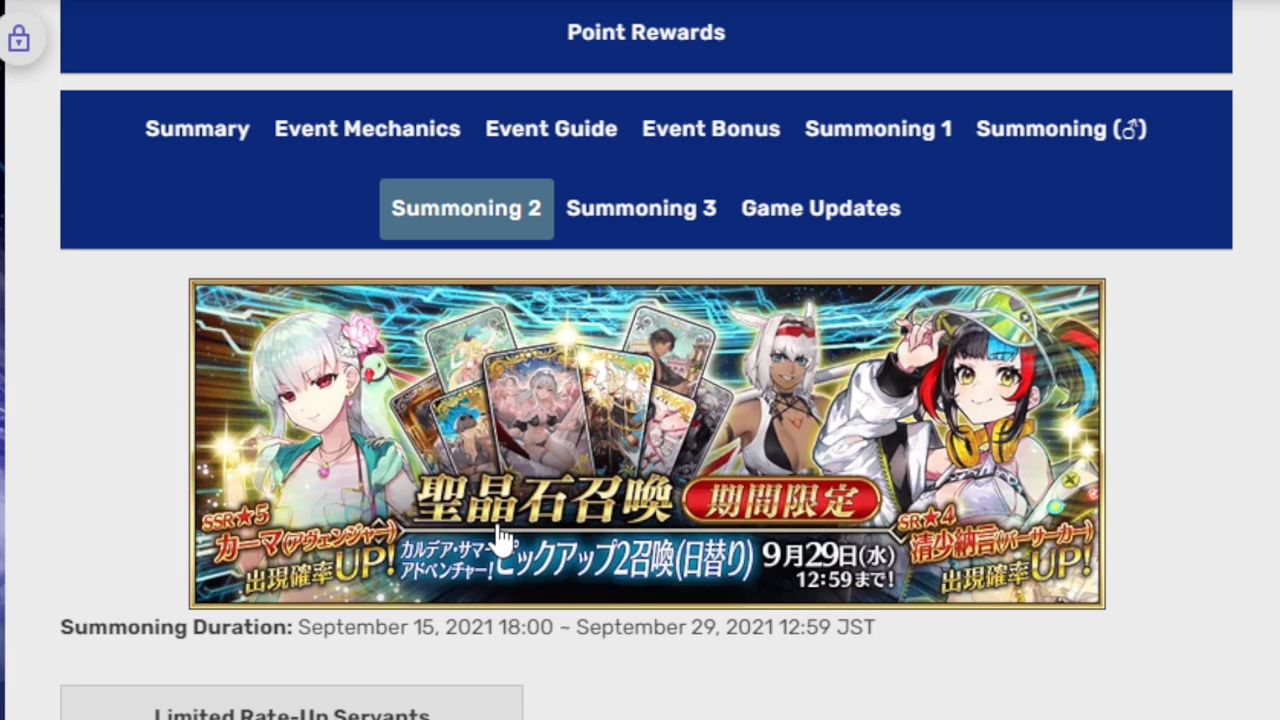 Point Rewards
Summary Event Mechanics Event Guide Event Bonus Summoning 1 Summoning (♂)
Summoning 2 Summoning 3 Game Updates
SSR★5
カーマ(アヴェンジャー)
出現確率UP!
聖晶石召喚 期間限定
カルデア・サマー
アドベンチャー!
ピックアップ2召喚(日替り)
9月29日(水)
12:59まで!
SR★4
清少納言(バーサーカー)
出現確率UP!
Summoning Duration: September 15, 2021 18:00 ~ September 29, 2021 12:59 JST
Limited Rate-Up Servants